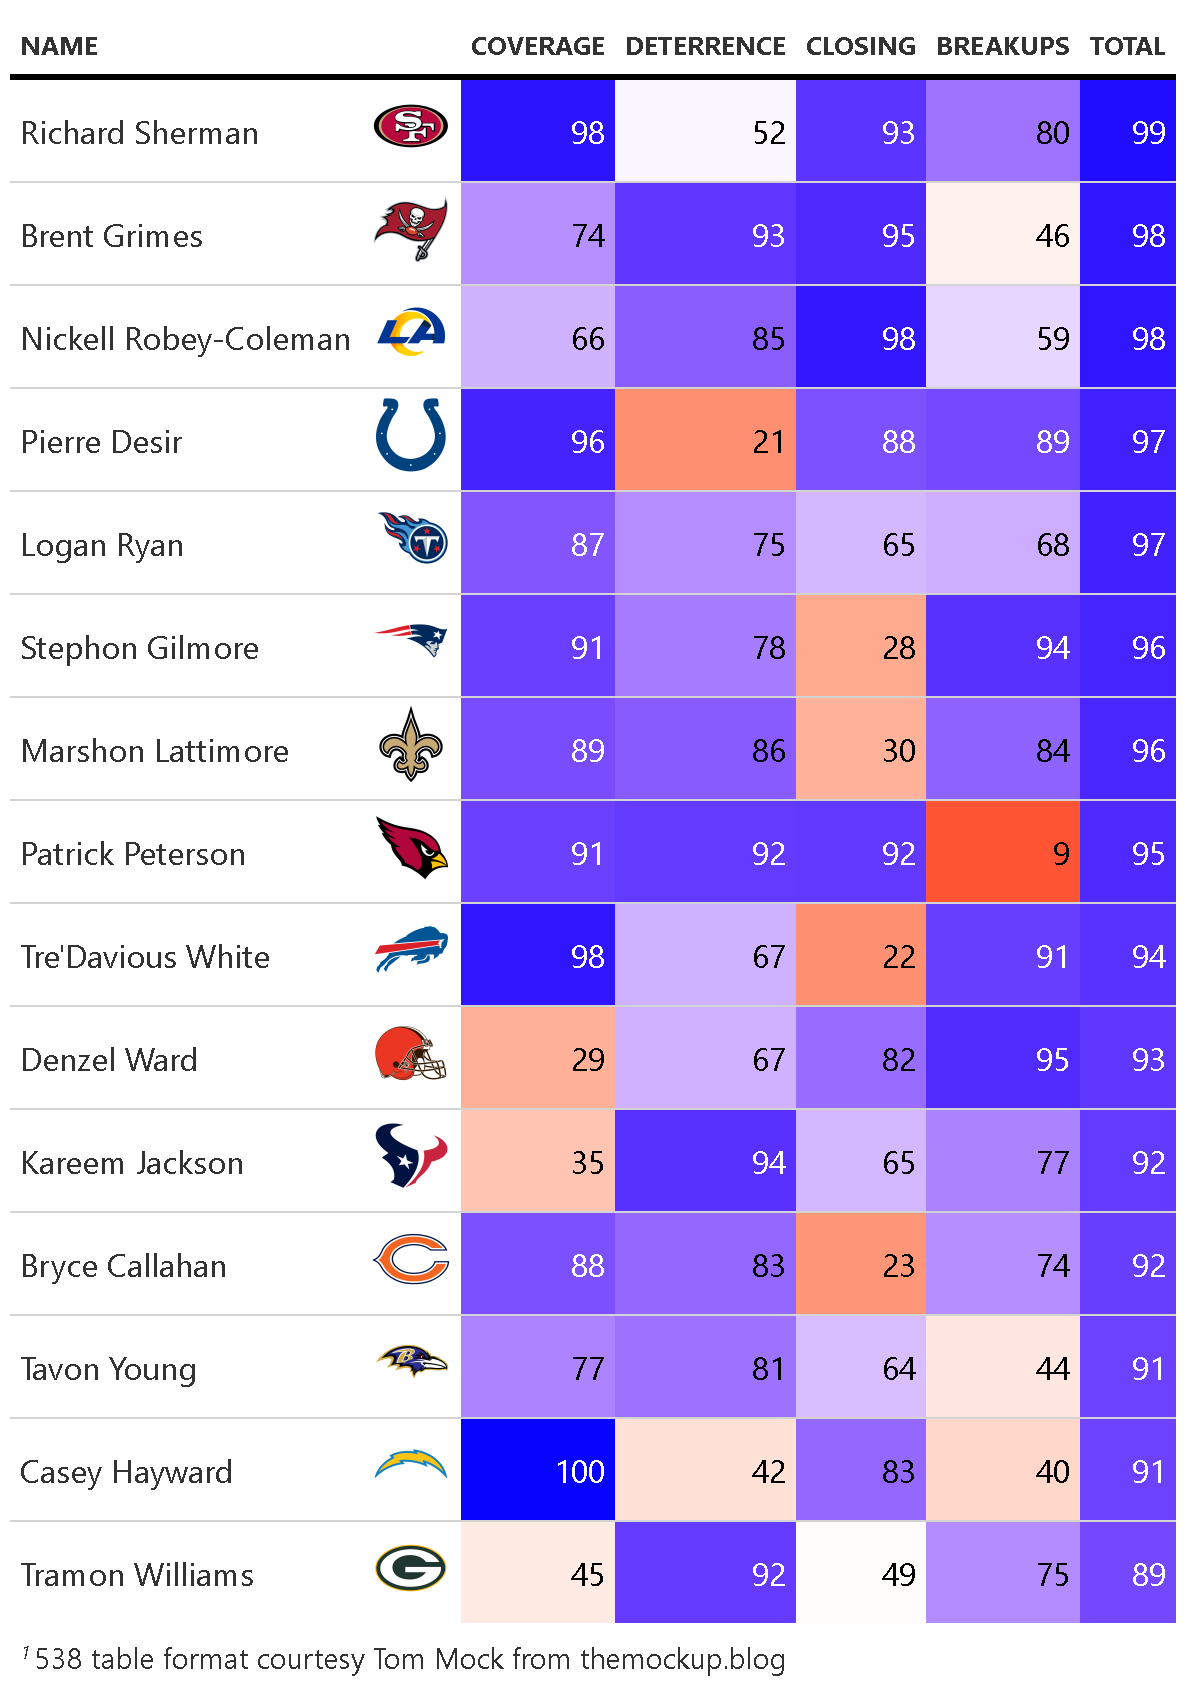 NAME COVERAGE DETERRENCE CLOSING BREAKUPS TOTAL
Richard Sherman SF 98 52 93 80 99
Brent Grimes 74 93 95 46 98
Nickell Robey-Coleman LA 66 85 98 59 98
Pierre Desir 96 21 88 89 97
Logan Ryan T 87 75 65 68 97
Stephon Gilmore 91 78 28 94 96
Marshon Lattimore 89 86 30 84 96
Patrick Peterson 91 92 92 9 95
Tre'Davious White 98 67 22 91 94
Denzel Ward 29 67 82 95 93
Kareem Jackson 35 94 65 77 92
Bryce Callahan C 88 83 23 74 92
Tavon Young B 77 81 64 44 91
Casey Hayward 100 42 83 40 91
Tramon Williams G 45 92 49 75 89
1 538 table format courtesy Tom Mock from themockup.blog